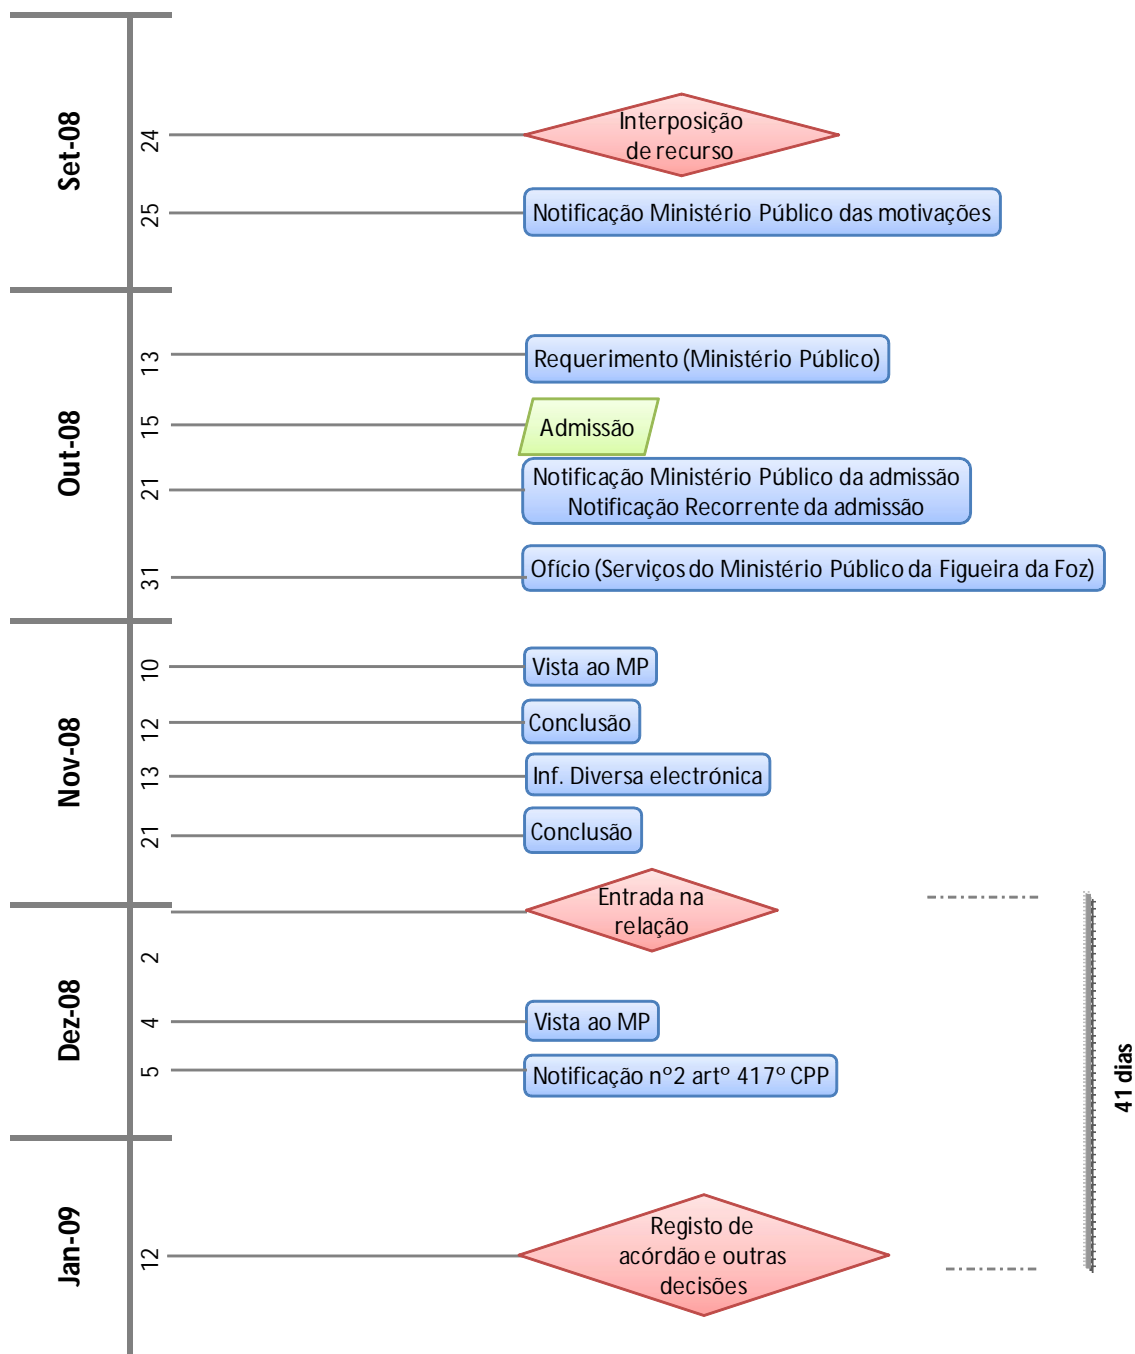 Set-08
24
Interposição
de recurso
25
Notificação Ministério Público das motivações
Out-08
13
Requerimento (Ministério Público)
15
Admissão
21
Notificação Ministério Público da admissão
Notificação Recorrente da admissão
31
Ofício (Serviços do Ministério Público da Figueira da Foz)
Nov-08
10
Vista ao MP
12
Conclusão
13
Inf. Diversa electrónica
21
Conclusão
Dez-08
2
Entrada na
relação
4
Vista ao MP
5
Notificação nº2 artº 417º CPP
41 dias
Jan-09
12
Registo de
acórdão e outras
decisões